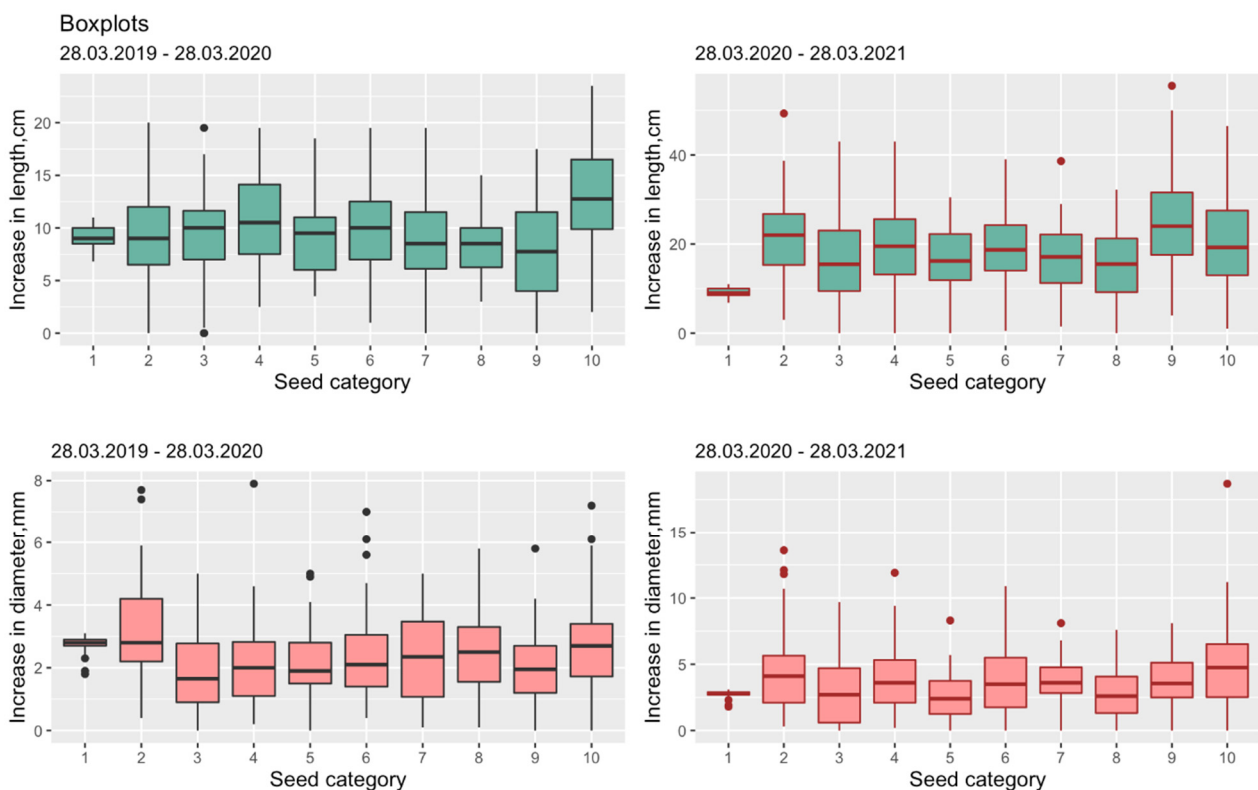 Boxplots
28.03.2019 - 28.03.2020
Increase in length,cm
20
15
10
5
0
1 2 3 4 5 6 7 8 9 10
Seed category
28.03.2020 - 28.03.2021
Increase in length,cm
40
20
0
1 2 3 4 5 6 7 8 9 10
Seed category
28.03.2019 - 28.03.2020
Increase in diameter,mm
8
6
4
2
0
1 2 3 4 5 6 7 8 9 10
Seed category
28.03.2020 - 28.03.2021
Increase in diameter,mm
15
10
5
0
1 2 3 4 5 6 7 8 9 10
Seed category